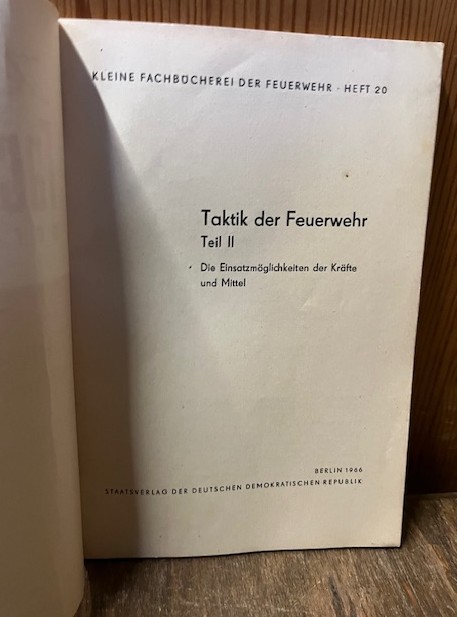 KLEINE FACHBÜCHEREI DER FEUERWEHR · HEFT 20
Taktik der Feuerwehr
Teil II
Die Einsatzmöglichkeiten der Kräfte
und Mittel
BERLIN 1966
STAATSVERLAG DER DEUTSCHEN DEMOKRATISCHEN REPUBLIK